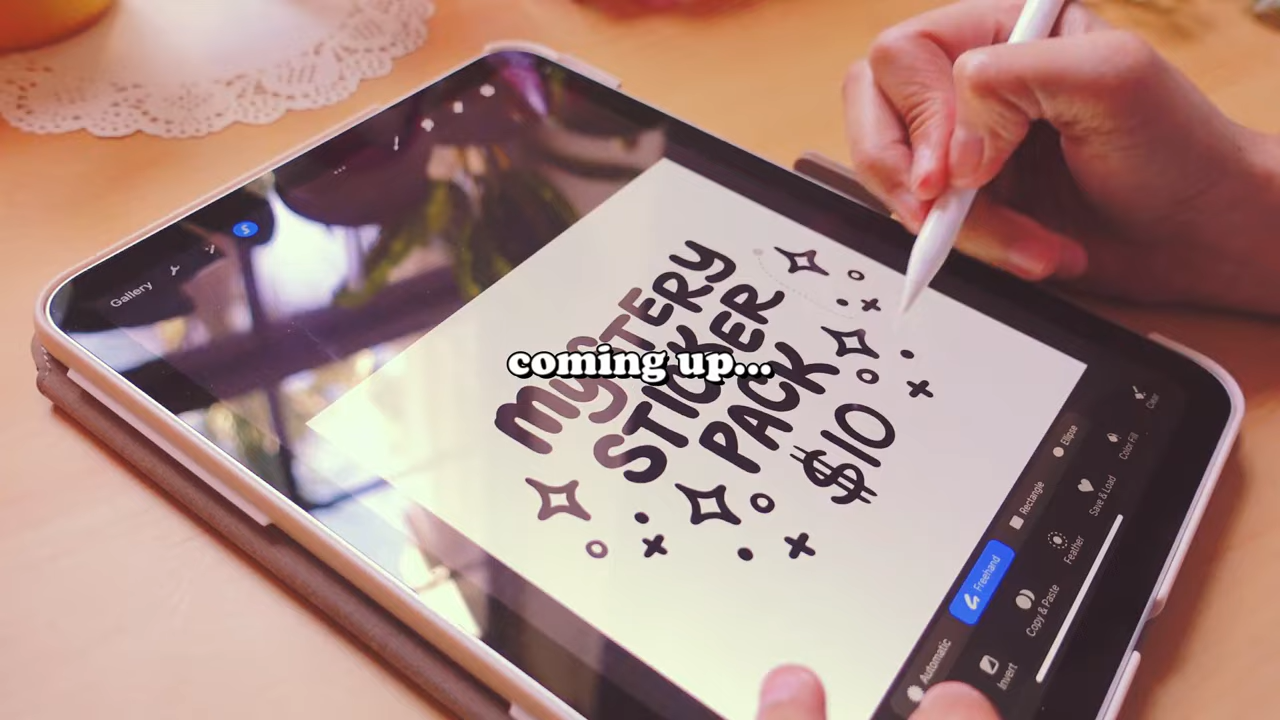 Gallery
MYSTERY
STICKER
PACK
$10
coming up...
Automatic
Freehand
Rectangle
Ellipse
Invert
Copy & Paste
Feather
Save & Load
Color Fill
Clear